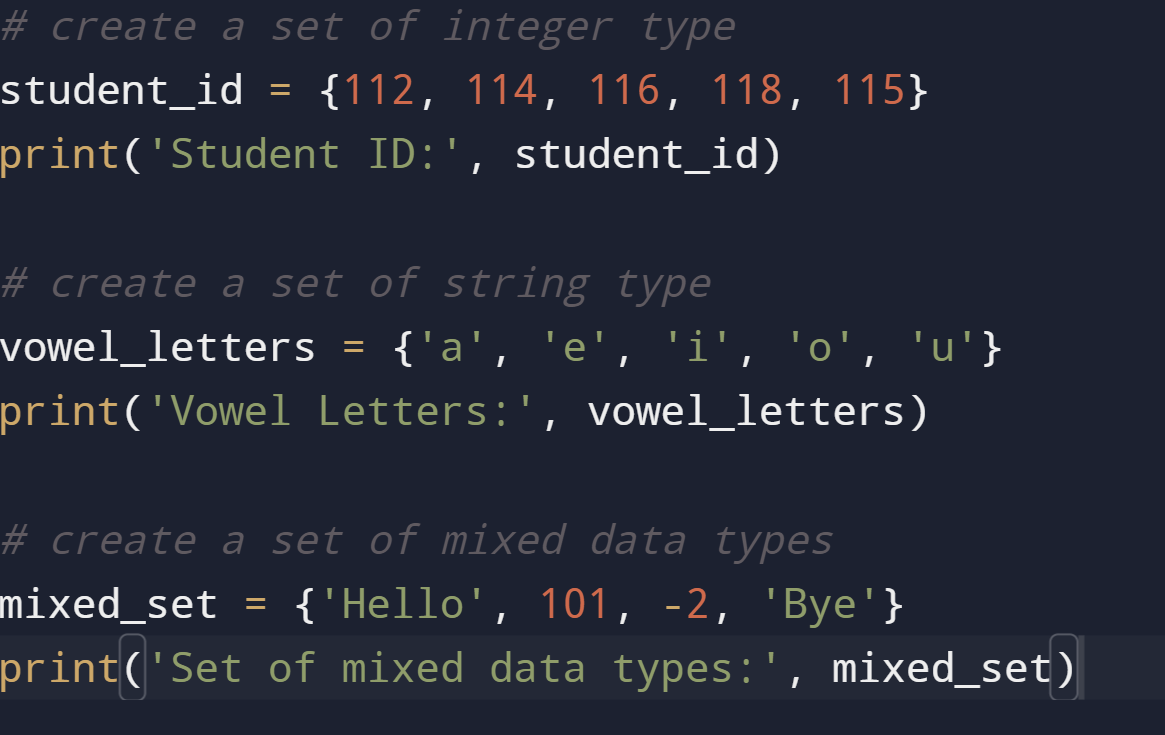 # create a set of integer type
student_id = {112, 114, 116, 118, 115}
print('Student ID:', student_id)
# create a set of string type
vowel_letters = {'a', 'e', 'i', 'o', 'u'}
print('Vowel Letters:', vowel_letters)
# create a set of mixed data types
mixed_set = {'Hello', 101, -2, 'Bye'}
print('Set of mixed data types:', mixed_set)